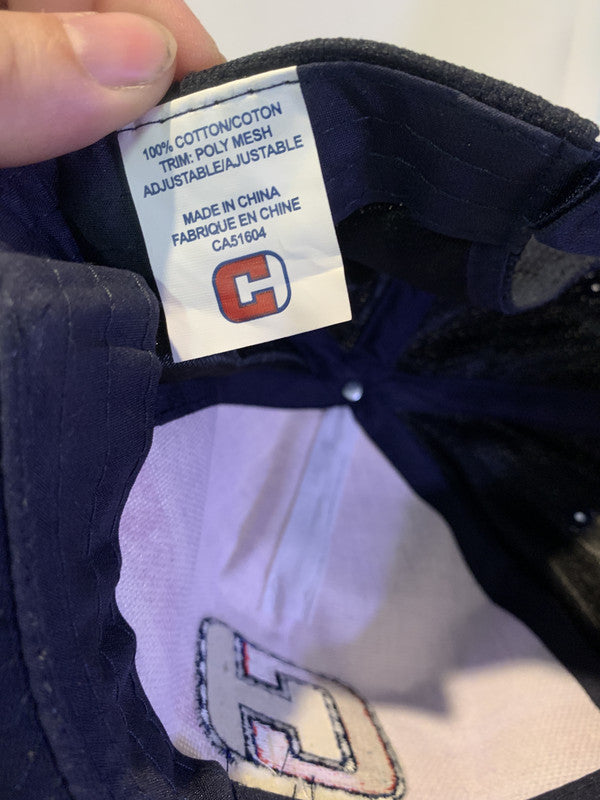 100% COTTON/COTON
TRIM: POLY MESH
ADJUSTABLE/AJUSTABLE
MADE IN CHINA
FABRIQUE EN CHINE
CA51604